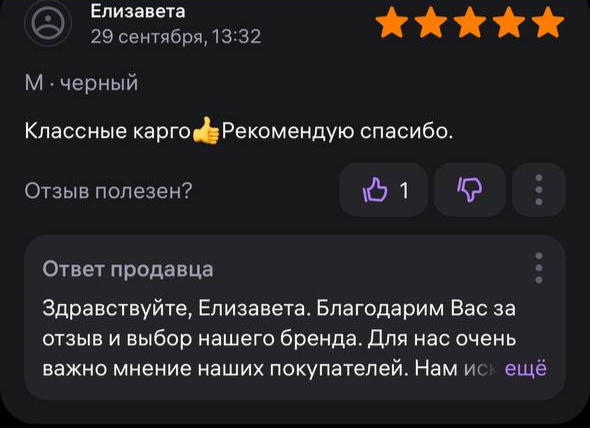 Елизавета
29 сентября, 13:32
M · черный
Классные карго👍Рекомендую спасибо.
Отзыв полезен?
1
Ответ продавца
Здравствуйте, Елизавета. Благодарим Вас за
отзыв и выбор нашего бренда. Для нас очень
важно мнение наших покупателей. Нам иск ещё